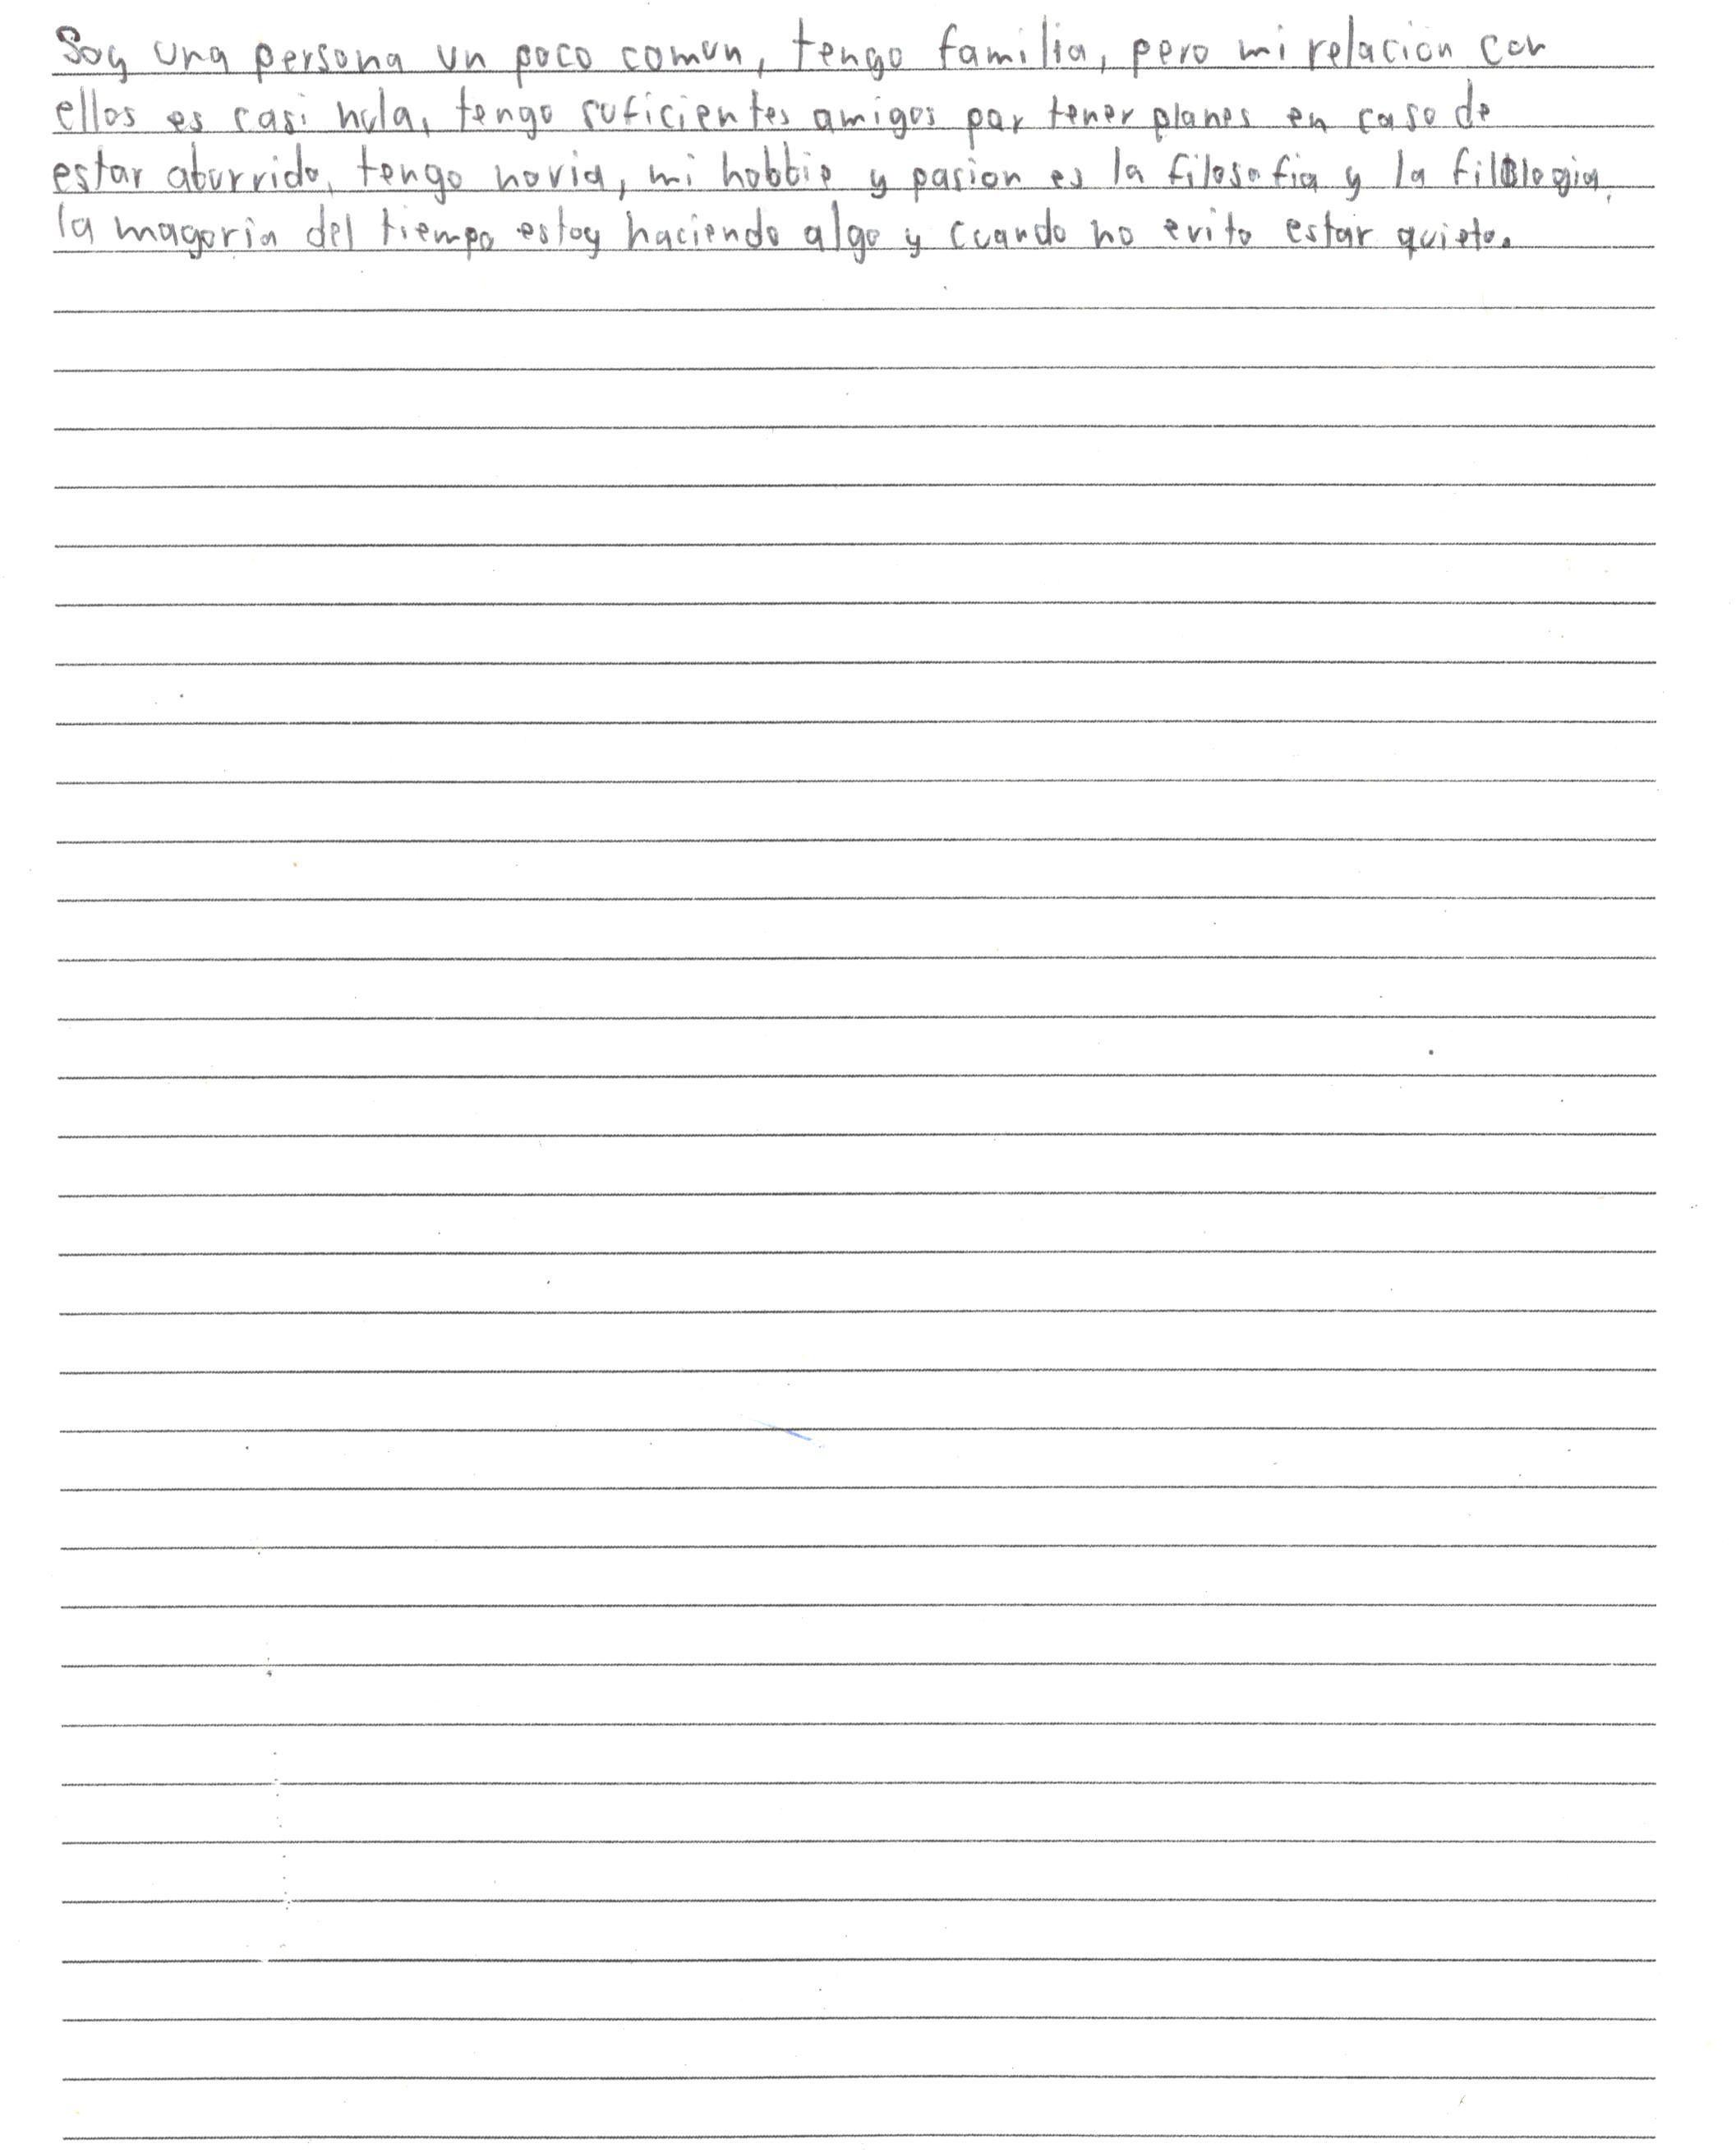 Soy una persona un poco comun, tengo familia, pero mi relacion con
ellos es casi nula, tengo suficientes amigos par tener planes en caso de
estar aburrido, tengo novia, mi hobbie y pasion es la filosofia y la filologia,
la mayoria del tiempo estoy haciendo algo y cuando no evito estar quieto.